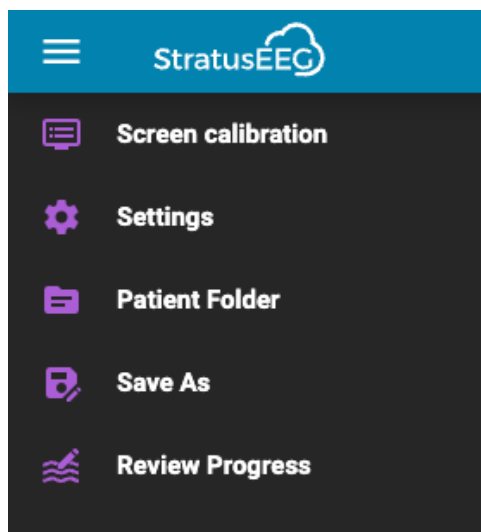 StratusEEG
Screen calibration
Settings
Patient Folder
Save As
Review Progress